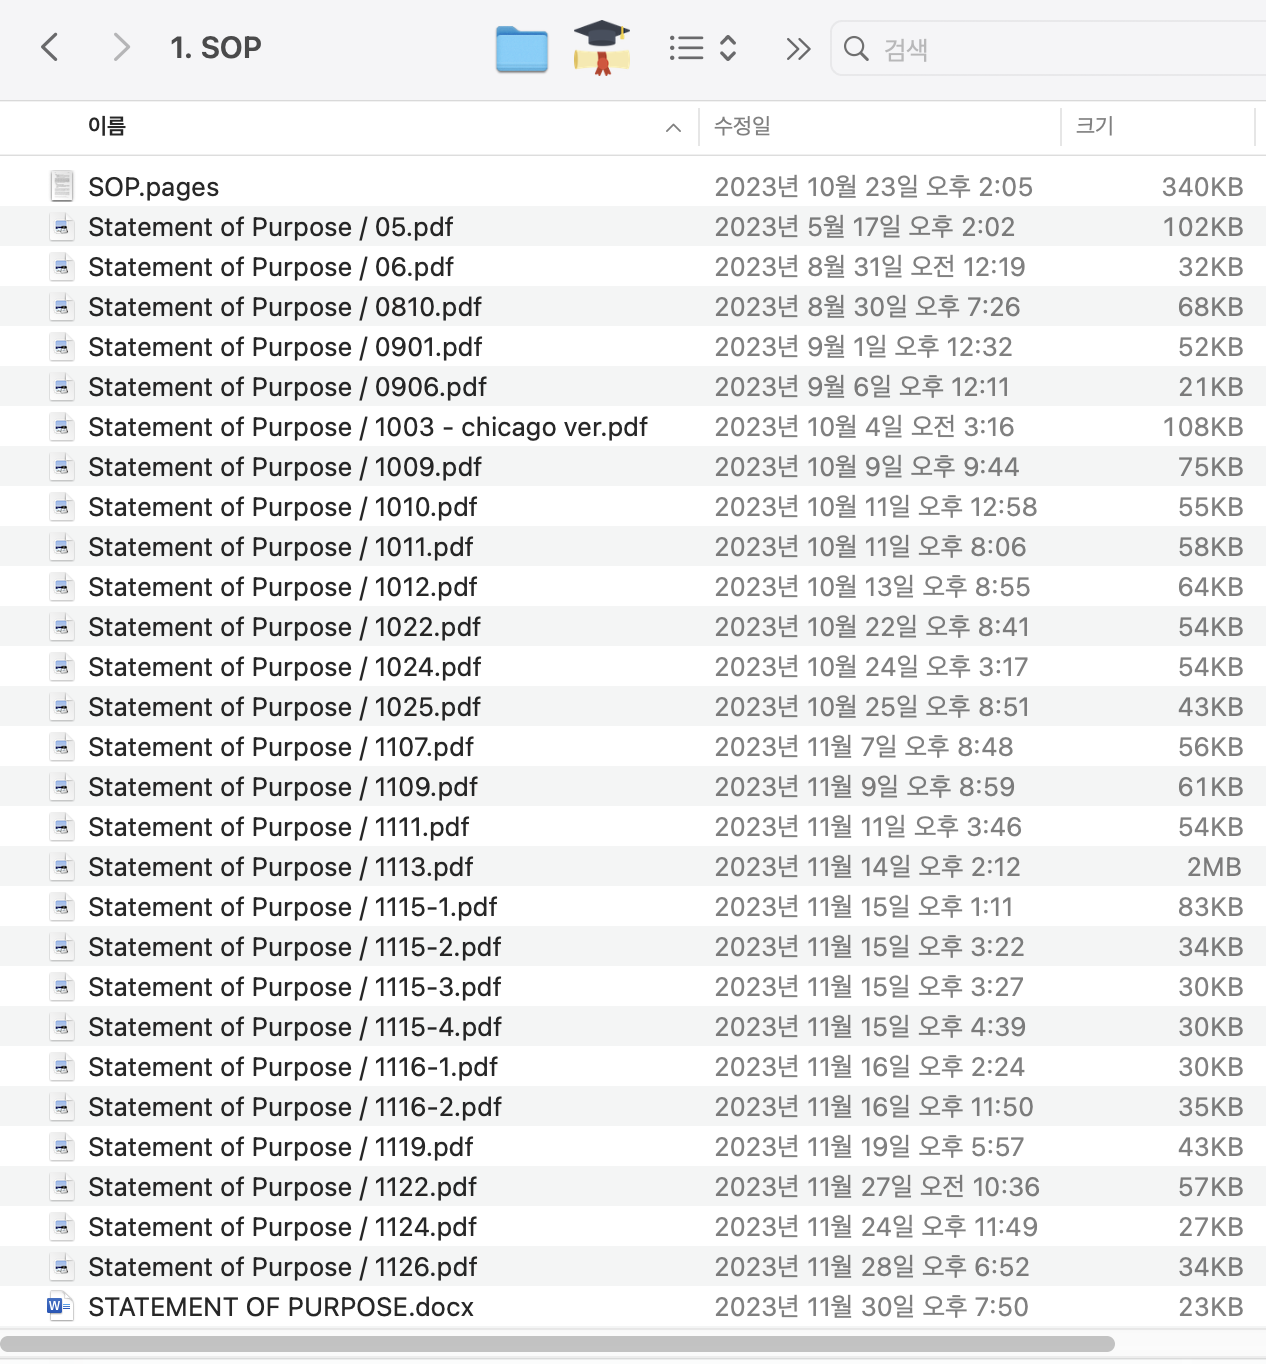 1. SOP
검색
이름 수정일 크기
SOP.pages 2023년 10월 23일 오후 2:05 340KB
Statement of Purpose / 05.pdf 2023년 5월 17일 오후 2:02 102KB
Statement of Purpose / 06.pdf 2023년 8월 31일 오전 12:19 32KB
Statement of Purpose / 0810.pdf 2023년 8월 30일 오후 7:26 68KB
Statement of Purpose / 0901.pdf 2023년 9월 1일 오후 12:32 52KB
Statement of Purpose / 0906.pdf 2023년 9월 6일 오후 12:11 21KB
Statement of Purpose / 1003 - chicago ver.pdf 2023년 10월 4일 오전 3:16 108KB
Statement of Purpose / 1009.pdf 2023년 10월 9일 오후 9:44 75KB
Statement of Purpose / 1010.pdf 2023년 10월 11일 오후 12:58 55KB
Statement of Purpose / 1011.pdf 2023년 10월 11일 오후 8:06 58KB
Statement of Purpose / 1012.pdf 2023년 10월 13일 오후 8:55 64KB
Statement of Purpose / 1022.pdf 2023년 10월 22일 오후 8:41 54KB
Statement of Purpose / 1024.pdf 2023년 10월 24일 오후 3:17 54KB
Statement of Purpose / 1025.pdf 2023년 10월 25일 오후 8:51 43KB
Statement of Purpose / 1107.pdf 2023년 11월 7일 오후 8:48 56KB
Statement of Purpose / 1109.pdf 2023년 11월 9일 오후 8:59 61KB
Statement of Purpose / 1111.pdf 2023년 11월 11일 오후 3:46 54KB
Statement of Purpose / 1113.pdf 2023년 11월 14일 오후 2:12 2MB
Statement of Purpose / 1115-1.pdf 2023년 11월 15일 오후 1:11 83KB
Statement of Purpose / 1115-2.pdf 2023년 11월 15일 오후 3:22 34KB
Statement of Purpose / 1115-3.pdf 2023년 11월 15일 오후 3:27 30KB
Statement of Purpose / 1115-4.pdf 2023년 11월 15일 오후 4:39 30KB
Statement of Purpose / 1116-1.pdf 2023년 11월 16일 오후 2:24 30KB
Statement of Purpose / 1116-2.pdf 2023년 11월 16일 오후 11:50 35KB
Statement of Purpose / 1119.pdf 2023년 11월 19일 오후 5:57 43KB
Statement of Purpose / 1122.pdf 2023년 11월 27일 오전 10:36 57KB
Statement of Purpose / 1124.pdf 2023년 11월 24일 오후 11:49 27KB
Statement of Purpose / 1126.pdf 2023년 11월 28일 오후 6:52 34KB
STATEMENT OF PURPOSE.docx 2023년 11월 30일 오후 7:50 23KB